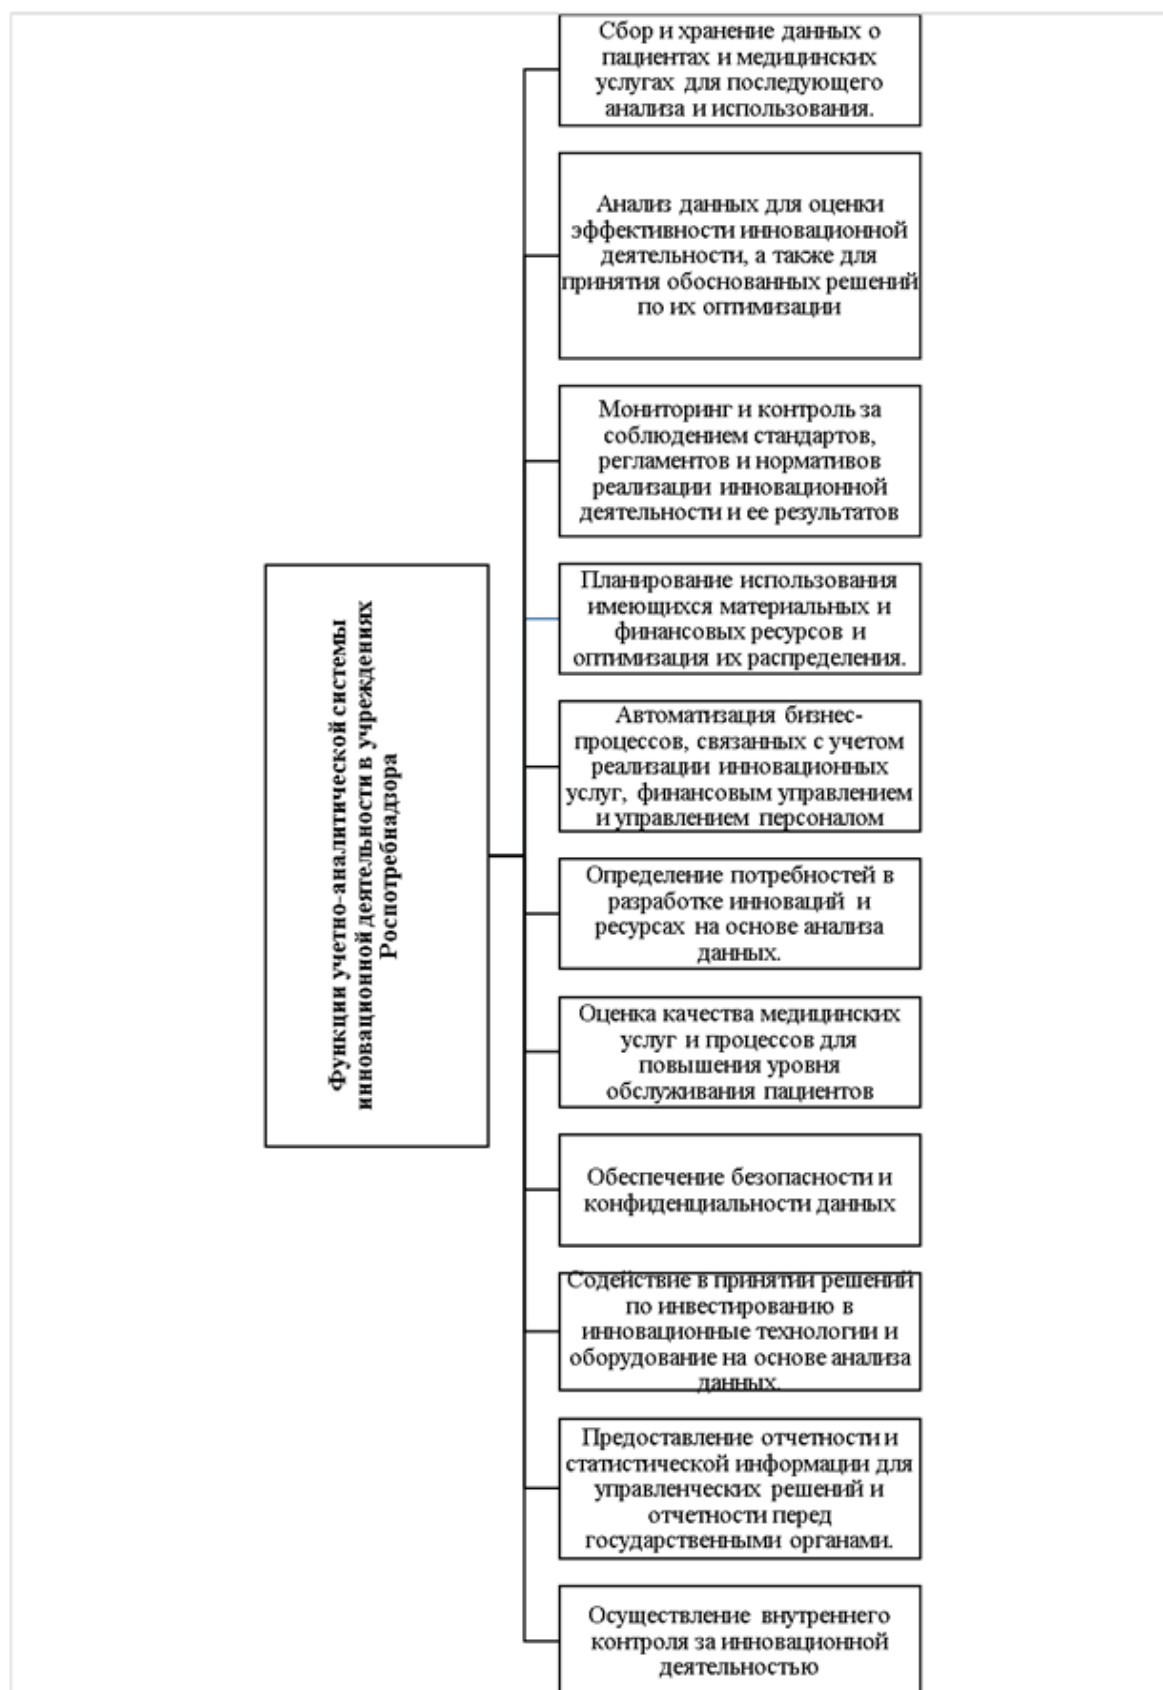 Функции учетно-аналитической системы
инновационной деятельности в учреждениях
Роспотребнадзора
Сбор и хранение данных о
пациентах и медицинских
услугах для последующего
анализа и использования.
Анализ данных для оценки
эффективности инновационной
деятельности, а также для
принятия обоснованных решений
по их оптимизации
Мониторинг и контроль за
соблюдением стандартов,
регламентов и нормативов
реализации инновационной
деятельности и ее результатов
Планирование использования
имеющихся материальных и
финансовых ресурсов и
оптимизация их распределения.
Автоматизация бизнес-
процессов, связанных с учетом
реализации инновационных
услуг, финансовым управлением
и управлением персоналом
Определение потребностей в
разработке инноваций и
ресурсах на основе анализа
данных.
Оценка качества медицинских
услуг и процессов для
повышения уровня
обслуживания пациентов
Обеспечение безопасности и
конфиденциальности данных
Содействие в принятии решений
по инвестированию в
инновационные технологии и
оборудование на основе анализа
данных.
Предоставление отчетности и
статистической информации для
управленческих решений и
отчетности перед
государственными органами.
Осуществление внутреннего
контроля за инновационной
деятельностью